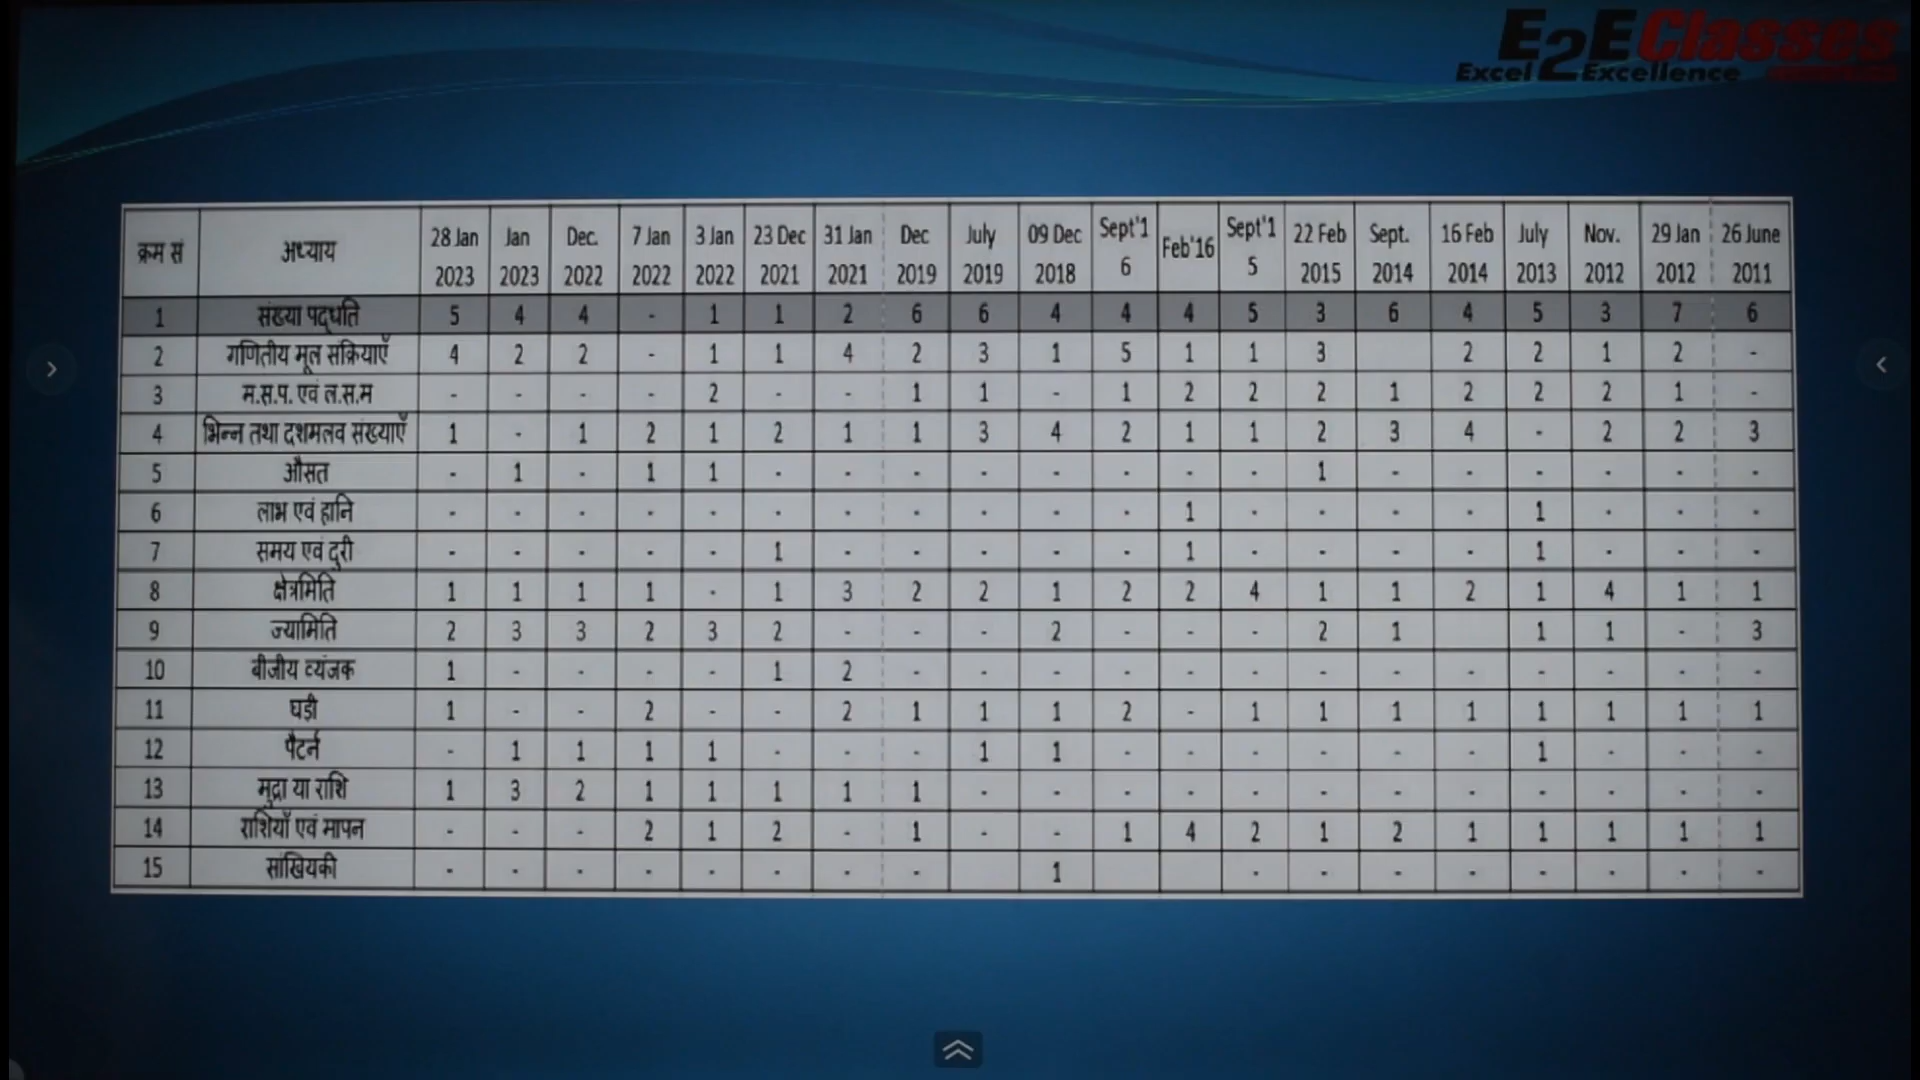 E2E Classes
Excel Excellence
क्रम सं अध्याय 28 Jan 2023 Jan 2023 Dec. 2022 7 Jan 2022 3 Jan 2022 23 Dec 2021 31 Jan 2021 Dec 2019 July 2019 09 Dec 2018 Sept'16 Feb'16 Sept'15 22 Feb 2015 Sept. 2014 16 Feb 2014 July 2013 Nov. 2012 29 Jan 2012 26 June 2011
1 संख्या पद्धति 5 4 4 - 1 1 2 6 6 4 4 4 5 3 6 4 5 3 7 6
2 गणितीय मूल संक्रियाएँ 4 2 2 - 1 1 4 2 3 1 5 1 1 3 2 2 1 2 -
3 म.स.प. एवं ल.स.म - - - - 2 - - 1 1 - 1 2 2 2 1 2 2 2 1 -
4 भिन्न तथा दशमलव संख्याएँ 1 - 1 2 1 2 1 1 3 4 2 1 1 2 3 4 - 2 2 3
5 औसत - 1 - 1 1 - - - - - - - - 1 - - - - - -
6 लाभ एवं हानि - - - - - - - - - - - 1 - - - - 1 - - -
7 समय एवं दुरी - - - - - 1 - - - - - 1 - - - - 1 - - -
8 क्षेत्रमिति 1 1 1 1 - 1 3 2 2 1 2 2 4 1 1 2 1 4 1 1
9 ज्यामिति 2 3 3 2 3 2 - - - 2 - - - 2 1 1 1 - 3
10 बीजीय व्यंजक 1 - - - - 1 2 - - - - - - - - - - - - -
11 घड़ी 1 - - 2 - - 2 1 1 1 2 - 1 1 1 1 1 1 1 1
12 पैटर्न - 1 1 1 1 - - - 1 1 - - - - - - 1 - - -
13 मुद्रा या राशि 1 3 2 1 1 1 1 1 - - - - - - - - - - - -
14 राशियाँ एवं मापन - - - 2 1 2 - 1 - - 1 4 2 1 2 1 1 1 1 1
15 सांखियकी - - - - - - - - 1 - - - - - - - -